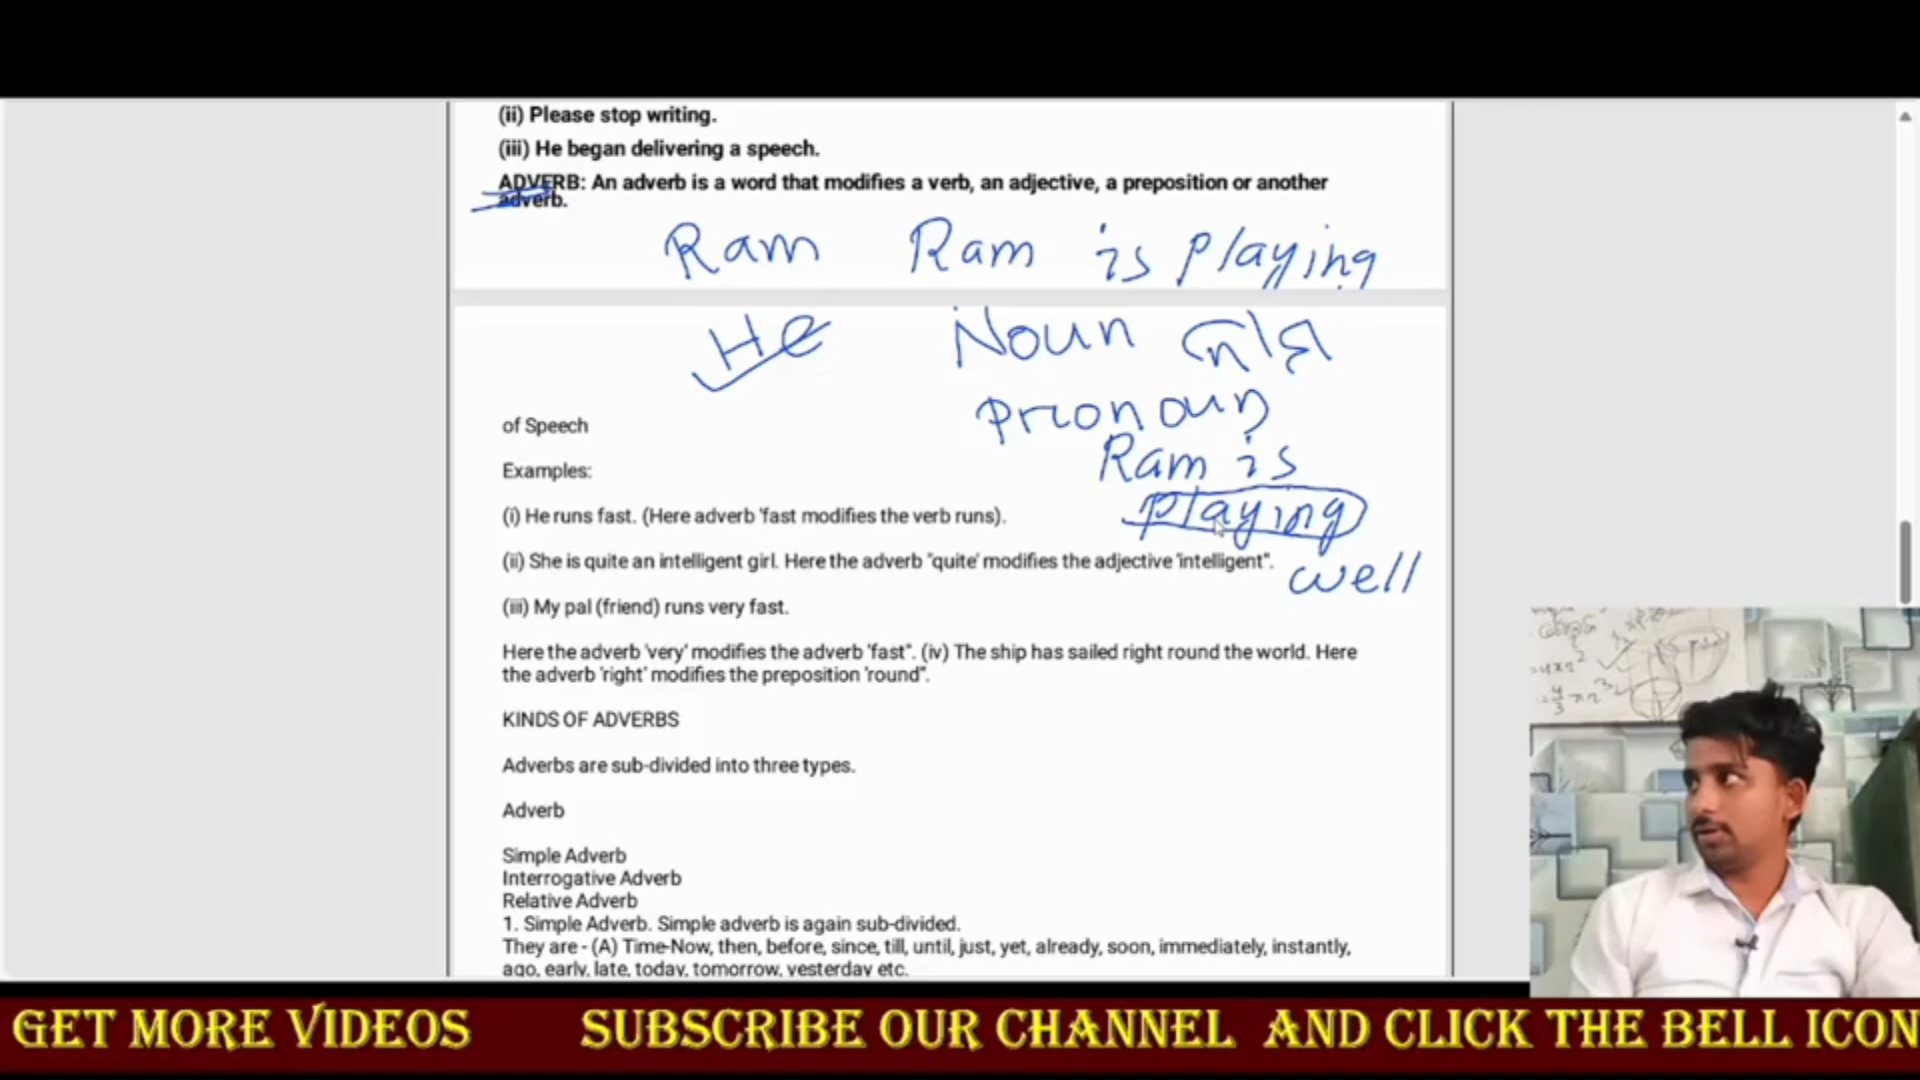 (ii) Please stop writing.
(iii) He began delivering a speech.
ADVERB: An adverb is a word that modifies a verb, an adjective, a preposition or another
adverb.
Ram Ram is playing
He Noun
Pronoun
of Speech
Ram is
Examples:
playing
(i) He runs fast. (Here adverb 'fast modifies the verb runs).
(ii) She is quite an intelligent girl. Here the adverb "quite' modifies the adjective 'intelligent".
well
(iii) My pal (friend) runs very fast.
Here the adverb 'very' modifies the adverb 'fast". (iv) The ship has sailed right round the world. Here
the adverb 'right' modifies the preposition 'round".
KINDS OF ADVERBS
Adverbs are sub-divided into three types.
Adverb
Simple Adverb
Interrogative Adverb
Relative Adverb
1. Simple Adverb. Simple adverb is again sub-divided.
They are - (A) Time-Now, then, before, since, till, until, just, yet, already, soon, immediately, instantly,
ago, early, late, today, tomorrow, yesterday etc.
GET MORE VIDEOS SUBSCRIBE OUR CHANNEL AND CLICK THE BELL ICON